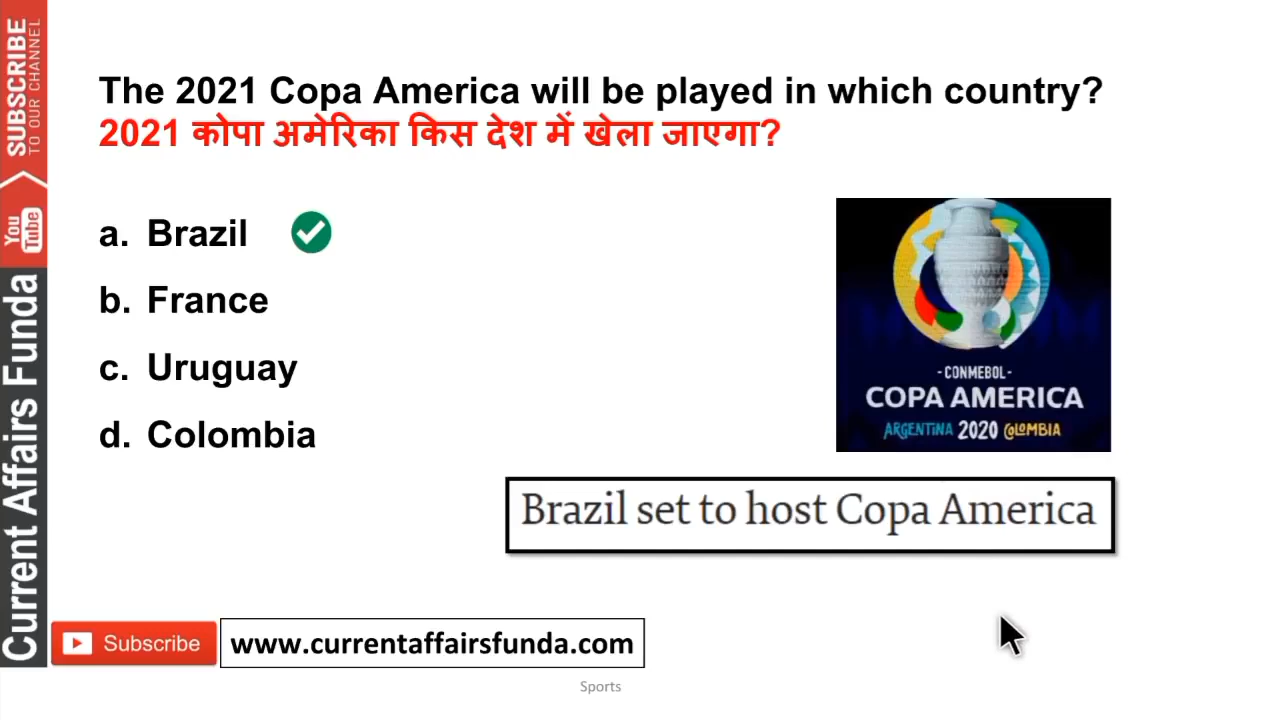 The 2021 Copa America will be played in which country?
2021 कोपा अमेरिका किस देश में खेला जाएगा?
a. Brazil
b. France
c. Uruguay
d. Colombia
- CONMEBOL -
COPA AMERICA
ARGENTINA 2020 COLOMBIA
Brazil set to host Copa America
SUBSCRIBE
TO OUR CHANNEL
You
Tube
Current Affairs Funda
Subscribe
www.currentaffairsfunda.com
Sports